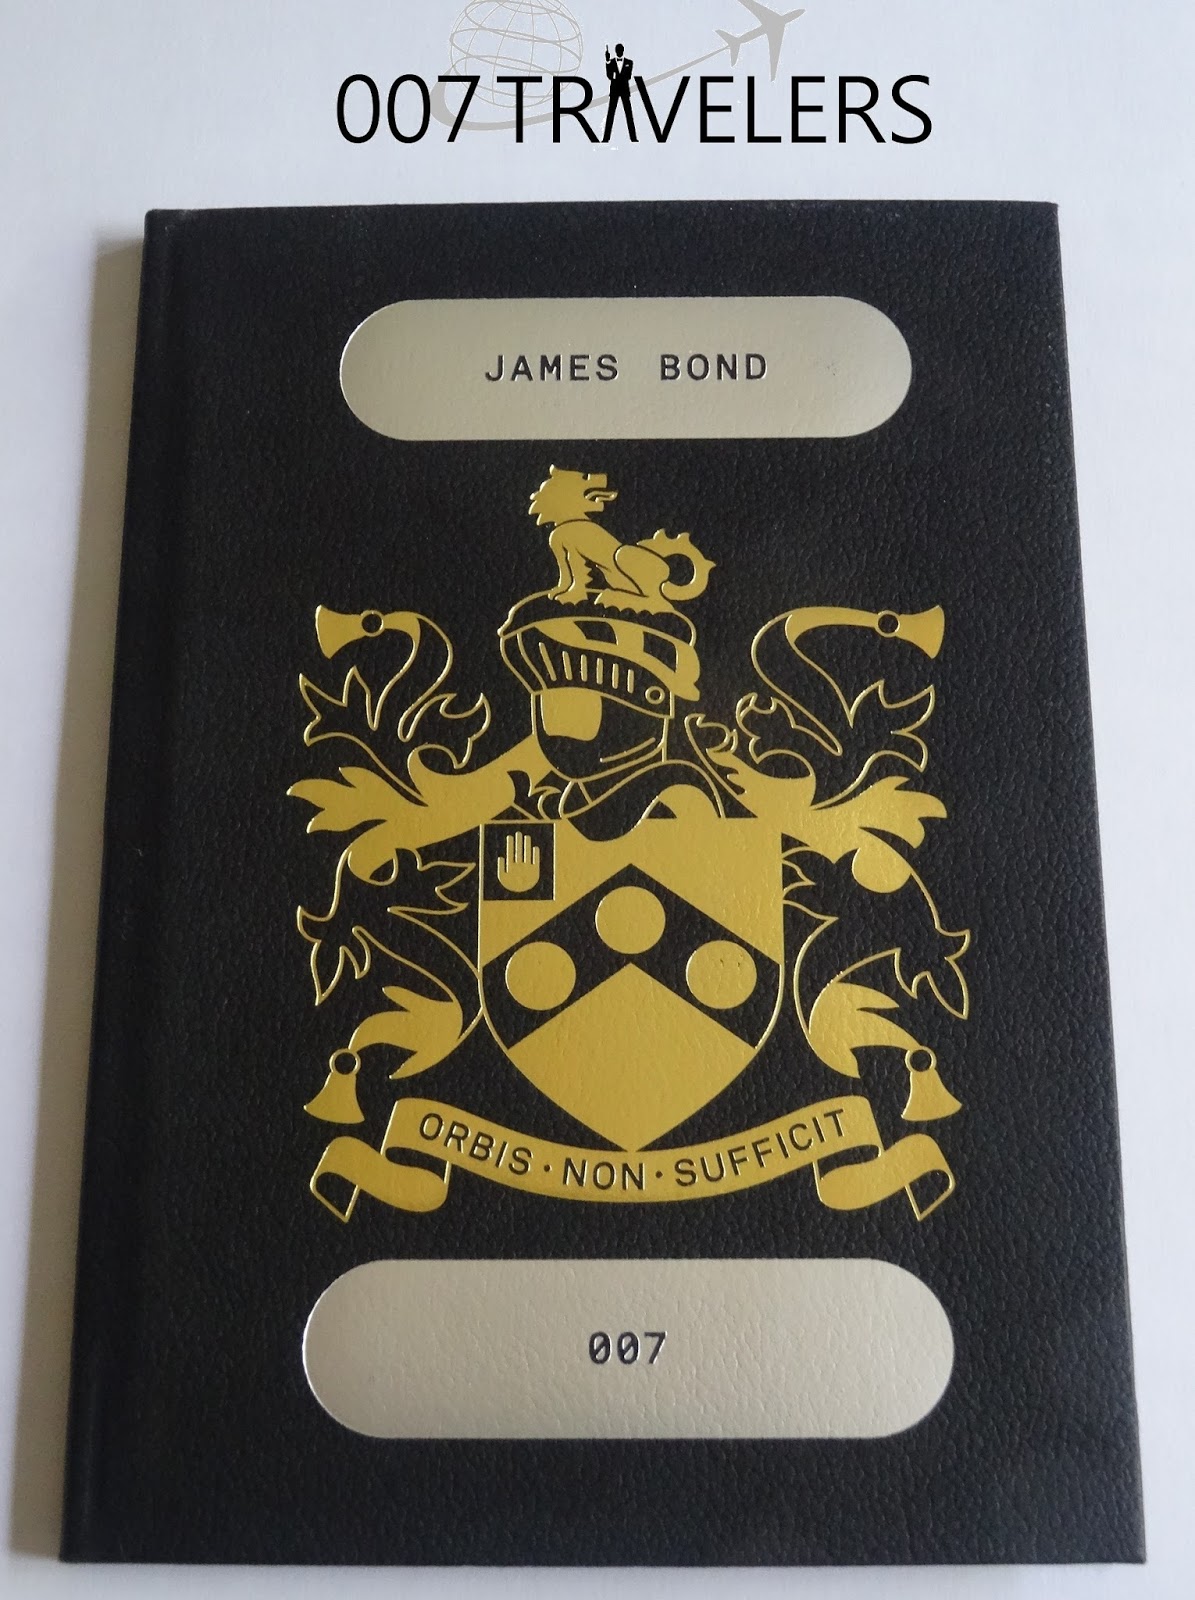 007 TRAVELERS
JAMES BOND
ORBIS · NON · SUFFICIT
007